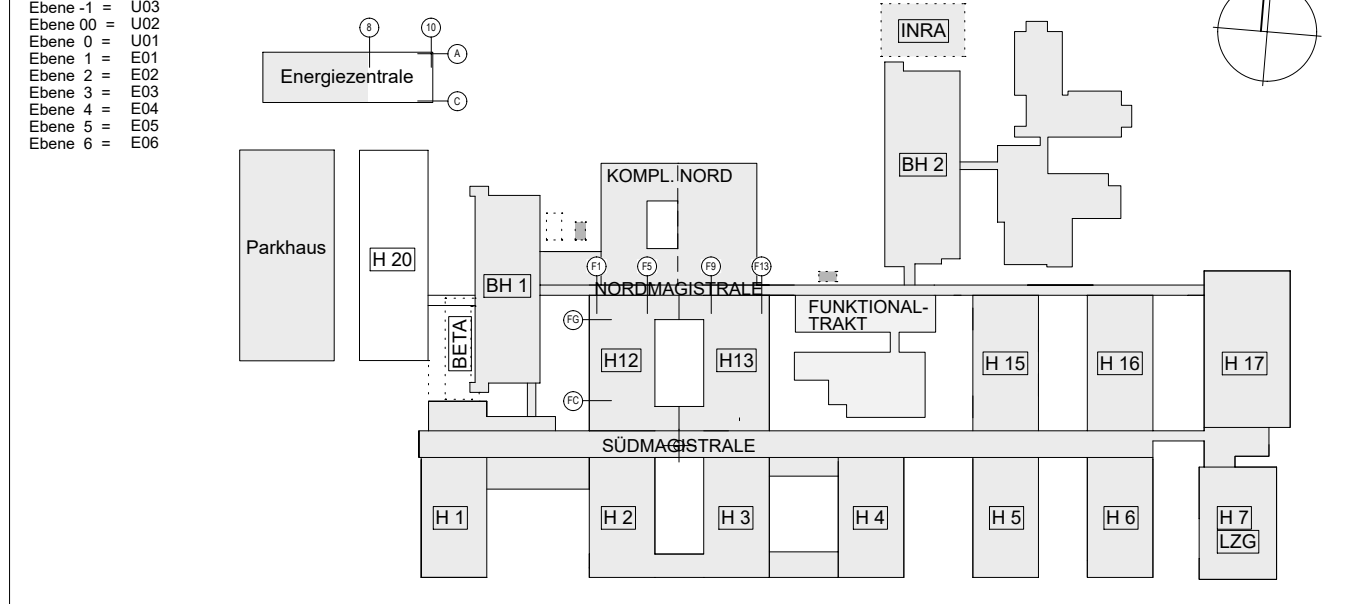 Ebene -1 = U03
Ebene 00 = U02
Ebene 0 = U01
Ebene 1 = E01
Ebene 2 = E02
Ebene 3 = E03
Ebene 4 = E04
Ebene 5 = E05
Ebene 6 = E06
8
10
A
C
Energiezentrale
INRA
Parkhaus
H 20
BH 1
BETA
KOMPL. NORD
BH 2
F1
F5
F9
F13
NORDMAGISTRALE
FG
FC
H12
H13
FUNKTIONAL-
TRAKT
H 15
H 16
H 17
SÜDMAGISTRALE
H 1
H 2
H 3
H 4
H 5
H 6
H 7
LZG